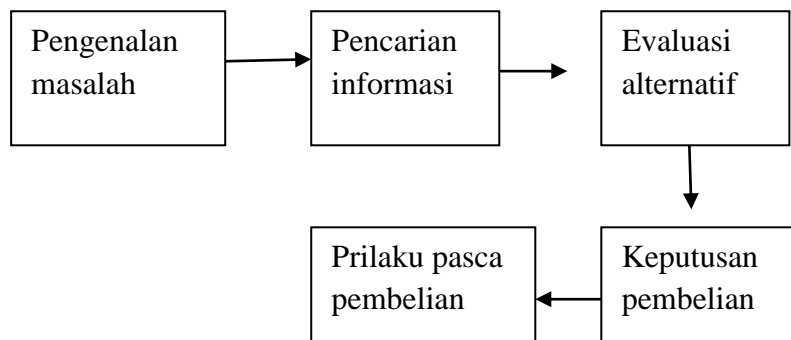 Pengenalan
masalah
Pencarian
informasi
Evaluasi
alternatif
Keputusan
pembelian
Prilaku pasca
pembelian